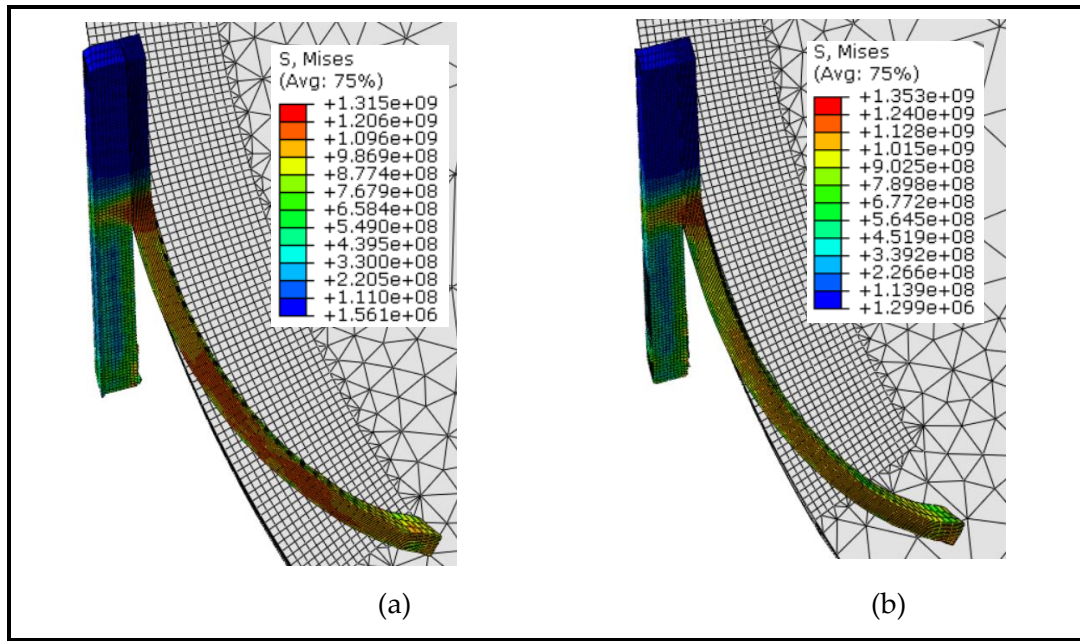 S, Mises
(Avg: 75%)
+1.315e+09
+1.206e+09
+1.096e+09
+9.869e+08
+8.774e+08
+7.679e+08
+6.584e+08
+5.490e+08
+4.395e+08
+3.300e+08
+2.205e+08
+1.110e+08
+1.561e+06
S, Mises
(Avg: 75%)
+1.353e+09
+1.240e+09
+1.128e+09
+1.015e+09
+9.025e+08
+7.898e+08
+6.772e+08
+5.645e+08
+4.519e+08
+3.392e+08
+2.266e+08
+1.139e+08
+1.299e+06
(a)
(b)